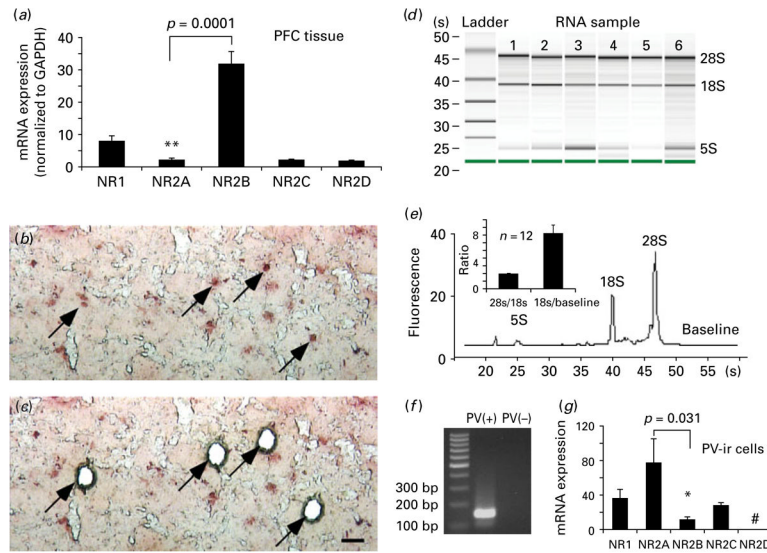 (a)
p = 0.0001
PFC tissue
mRNA expression
(normalized to GAPDH)
40
30
20
10
0
NR1 NR2A NR2B NR2C NR2D
**
(b)
(c)
(d)
(s) Ladder RNA sample
1 2 3 4 5 6
50
45
40
35
30
25
20
28S
18S
5S
(e)
Fluorescence
40
20
0
Ratio
8
4
0
n = 12
28s/18s 18s/baseline
5S
18S
28S
Baseline
20 25 30 35 40 45 50 55 (s)
(f)
PV(+) PV(–)
300 bp
200 bp
100 bp
(g)
p = 0.031
mRNA expression
PV-ir cells
120
80
40
0
*
#
NR1 NR2A NR2B NR2C NR2D